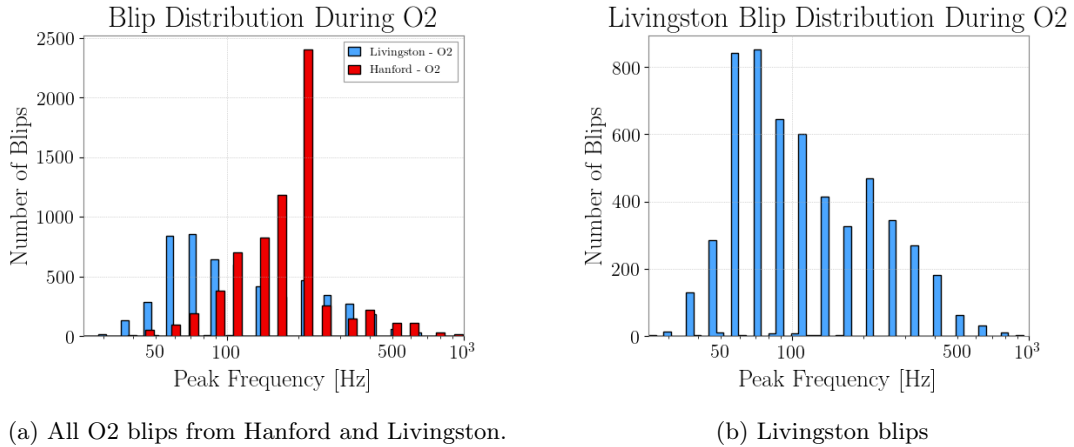 Blip Distribution During O2
2500
2000
1500
1000
500
0
Number of Blips
Livingston - O2
Hanford - O2
50
100
500
10³
Peak Frequency [Hz]
(a) All O2 blips from Hanford and Livingston.
Livingston Blip Distribution During O2
800
600
400
200
0
Number of Blips
50
100
500
10³
Peak Frequency [Hz]
(b) Livingston blips